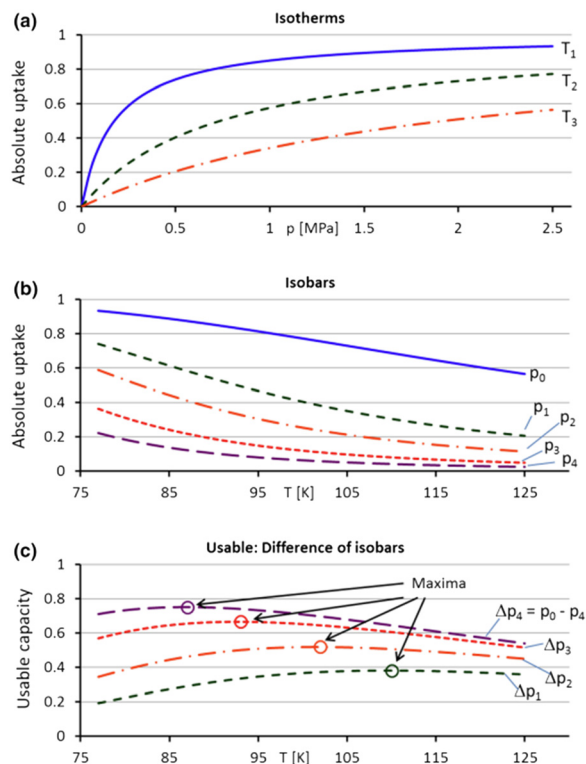 (a)
Isotherms
Absolute uptake
1
0.8
0.6
0.4
0.2
0
T1
T2
T3
0 0.5 1 1.5 2 2.5
p [MPa]
(b)
Isobars
Absolute uptake
1
0.8
0.6
0.4
0.2
0
p0
p1
p2
p3
p4
75 85 95 105 115 125
T [K]
(c)
Usable: Difference of isobars
Usable capacity
1
0.8
0.6
0.4
0.2
0
Maxima
Δp4 = p0 - p4
Δp3
Δp2
Δp1
75 85 95 105 115 125
T [K]